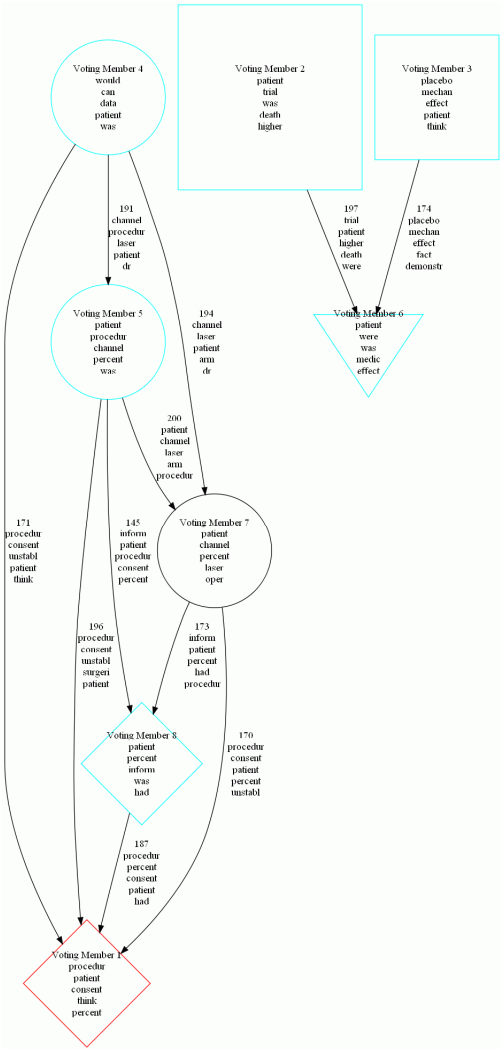 Voting Member 4
would
can
data
patient
was
Voting Member 2
patient
trial
was
death
higher
Voting Member 3
placebo
mechan
effect
patient
think
191
channel
procedur
laser
patient
dr
197
trial
patient
higher
death
were
174
placebo
mechan
effect
fact
demonstr
194
channel
laser
patient
arm
dr
Voting Member 5
patient
procedur
channel
percent
was
Voting Member 6
patient
were
was
medic
effect
200
patient
channel
laser
arm
procedur
171
procedur
consent
unstabl
patient
think
145
inform
patient
procedur
consent
percent
Voting Member 7
patient
channel
percent
laser
oper
196
procedur
consent
unstabl
surgeri
patient
173
inform
patient
percent
had
procedur
170
procedur
consent
patient
percent
unstabl
Voting Member 8
patient
percent
inform
was
had
187
procedur
percent
consent
patient
had
Voting Member 1
procedur
patient
consent
think
percent